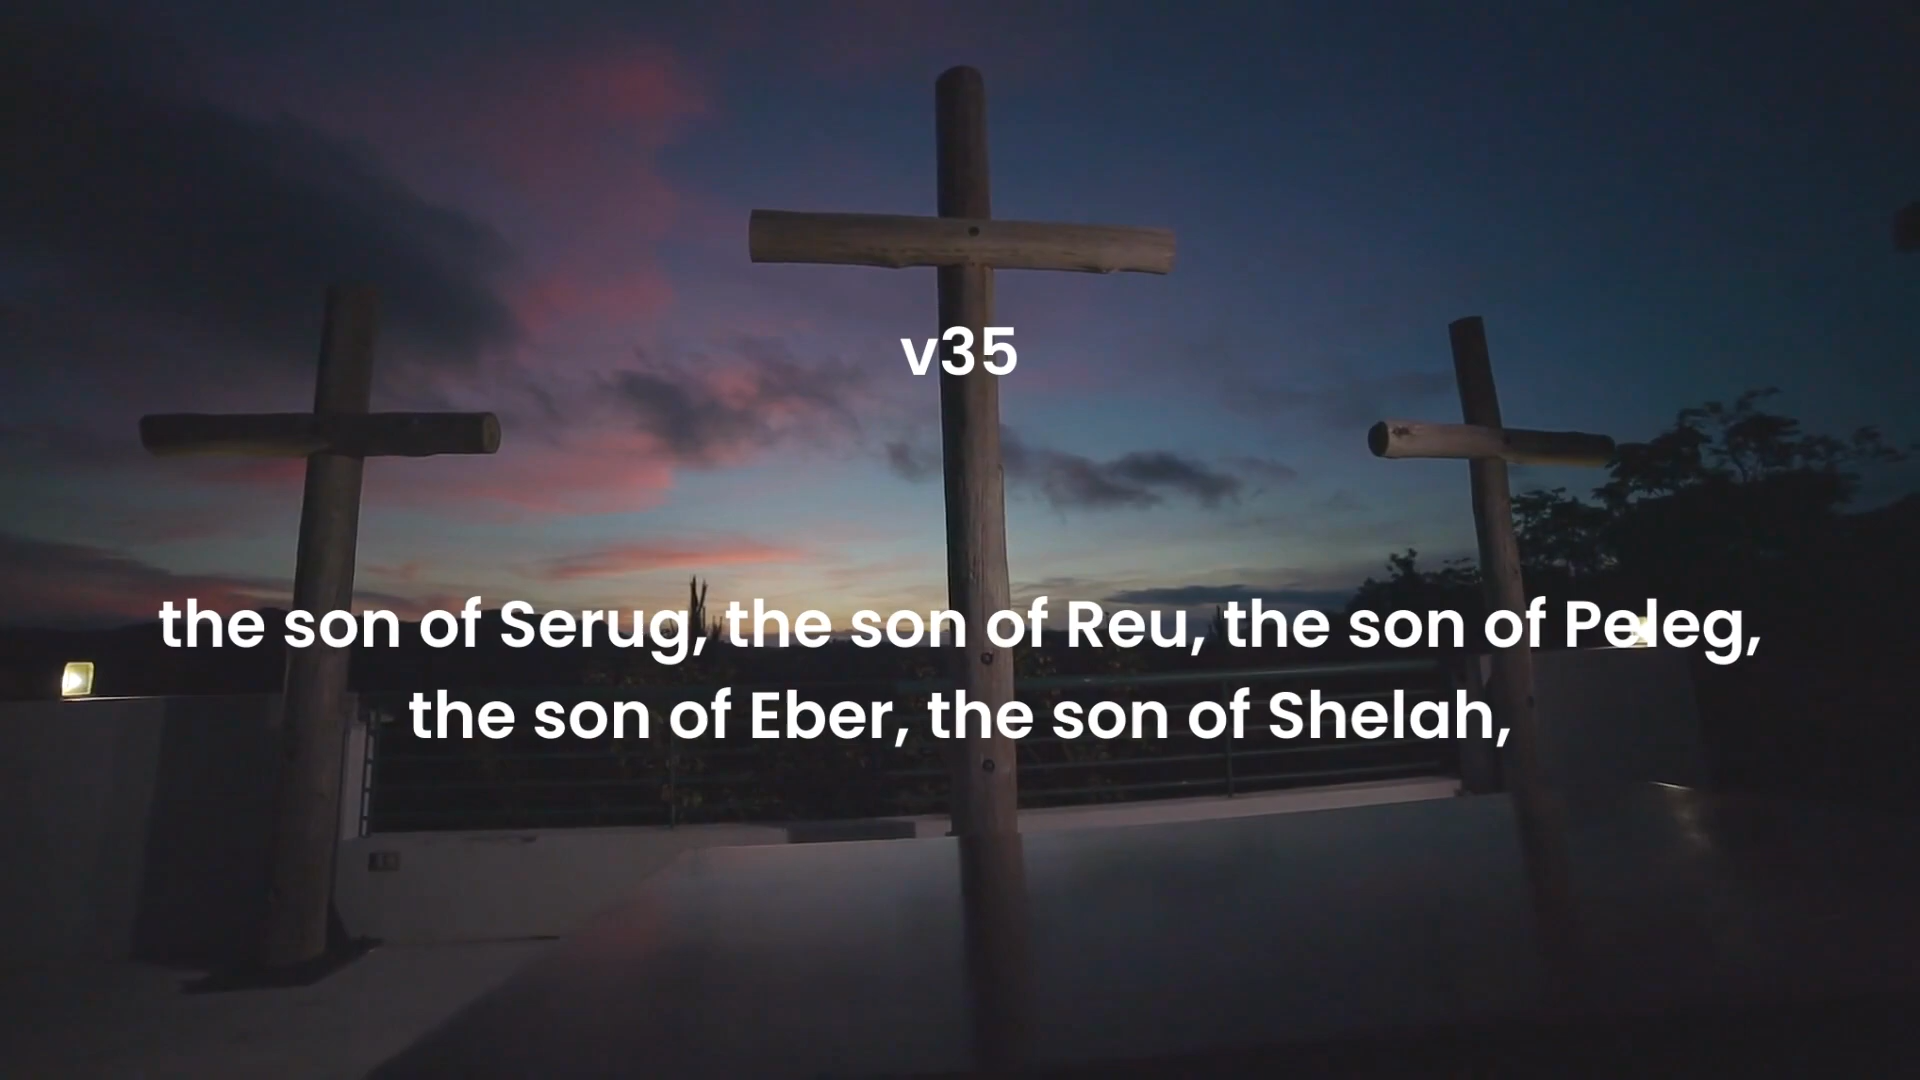 v35
the son of Serug, the son of Reu, the son of Peleg,
the son of Eber, the son of Shelah,